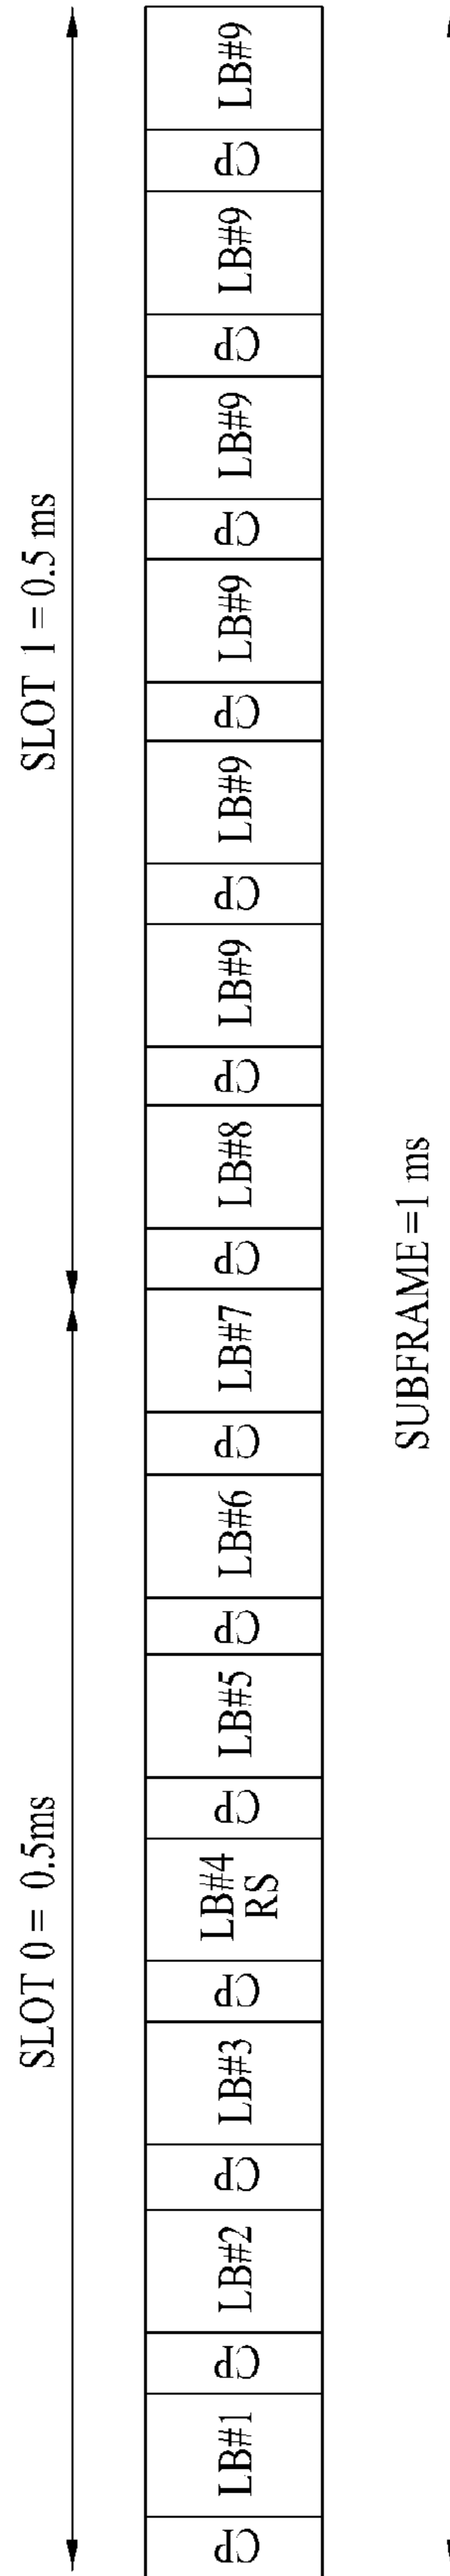 SLOT 0 = 0.5ms
SLOT 1 = 0.5 ms
CP
LB#1
CP
LB#2
CP
LB#3
CP
LB#4
RS
CP
LB#5
CP
LB#6
CP
LB#7
CP
LB#8
CP
LB#9
CP
LB#9
CP
LB#9
CP
LB#9
CP
LB#9
CP
LB#9
SUBFRAME =1 ms